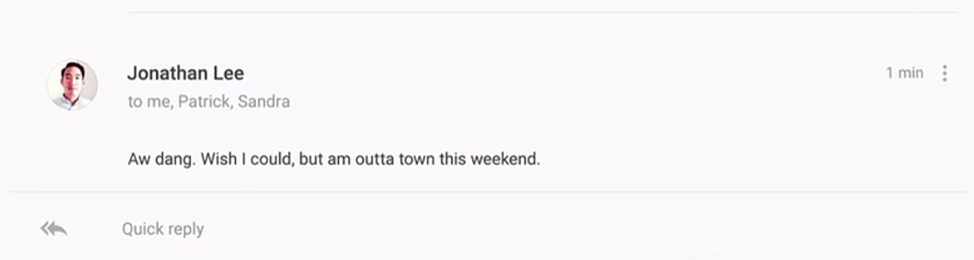 Jonathan Lee
1 min
to me, Patrick, Sandra
Aw dang. Wish I could, but am outta town this weekend.
Quick reply